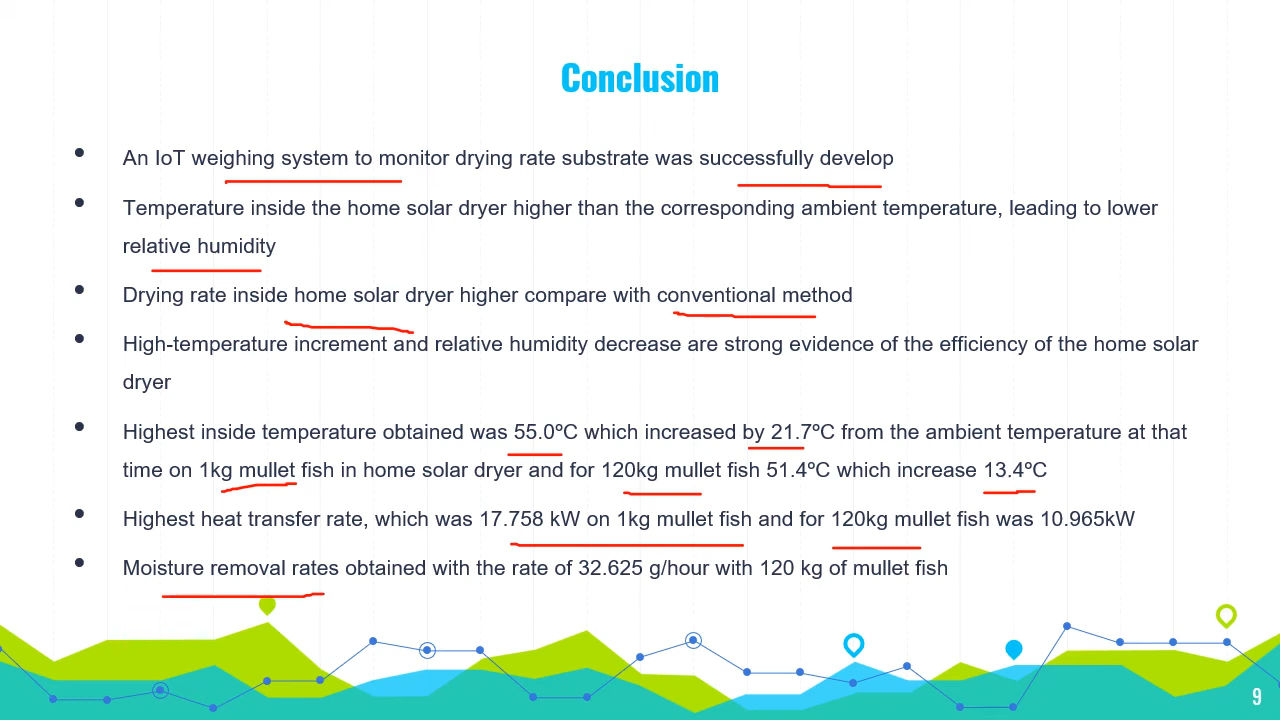 Conclusion
• An IoT weighing system to monitor drying rate substrate was successfully develop
• Temperature inside the home solar dryer higher than the corresponding ambient temperature, leading to lower
relative humidity
• Drying rate inside home solar dryer higher compare with conventional method
• High-temperature increment and relative humidity decrease are strong evidence of the efficiency of the home solar
dryer
• Highest inside temperature obtained was 55.0ºC which increased by 21.7ºC from the ambient temperature at that
time on 1kg mullet fish in home solar dryer and for 120kg mullet fish 51.4ºC which increase 13.4ºC
• Highest heat transfer rate, which was 17.758 kW on 1kg mullet fish and for 120kg mullet fish was 10.965kW
• Moisture removal rates obtained with the rate of 32.625 g/hour with 120 kg of mullet fish
9